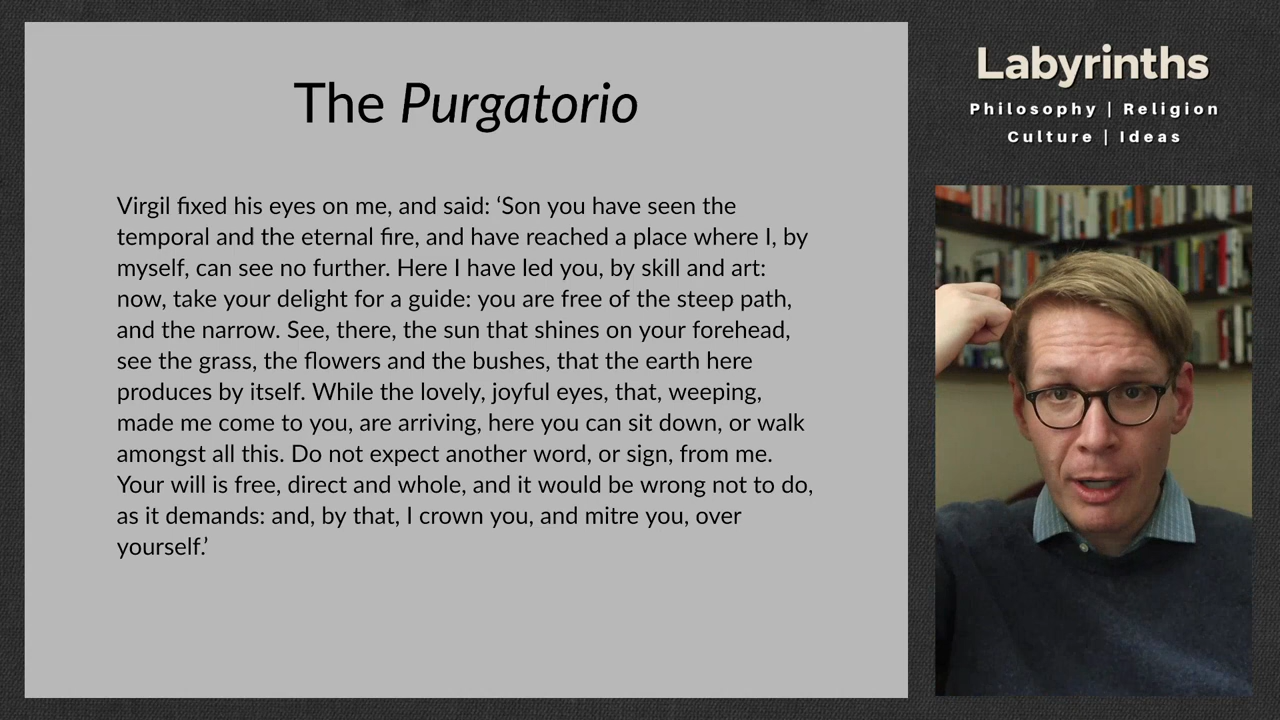 The Purgatorio
Virgil fixed his eyes on me, and said: ‘Son you have seen the
temporal and the eternal fire, and have reached a place where I, by
myself, can see no further. Here I have led you, by skill and art:
now, take your delight for a guide: you are free of the steep path,
and the narrow. See, there, the sun that shines on your forehead,
see the grass, the flowers and the bushes, that the earth here
produces by itself. While the lovely, joyful eyes, that, weeping,
made me come to you, are arriving, here you can sit down, or walk
amongst all this. Do not expect another word, or sign, from me.
Your will is free, direct and whole, and it would be wrong not to do,
as it demands: and, by that, I crown you, and mitre you, over
yourself.’
Labyrinths
Philosophy | Religion
Culture | Ideas